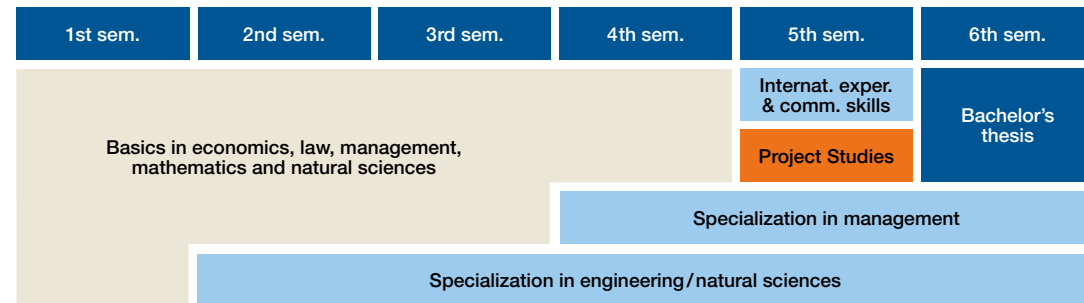 1st sem.
2nd sem.
3rd sem.
4th sem.
5th sem.
6th sem.
Basics in economics, law, management,
mathematics and natural sciences
Internat. exper.
& comm. skills
Project Studies
Bachelor's
thesis
Specialization in management
Specialization in engineering/natural sciences